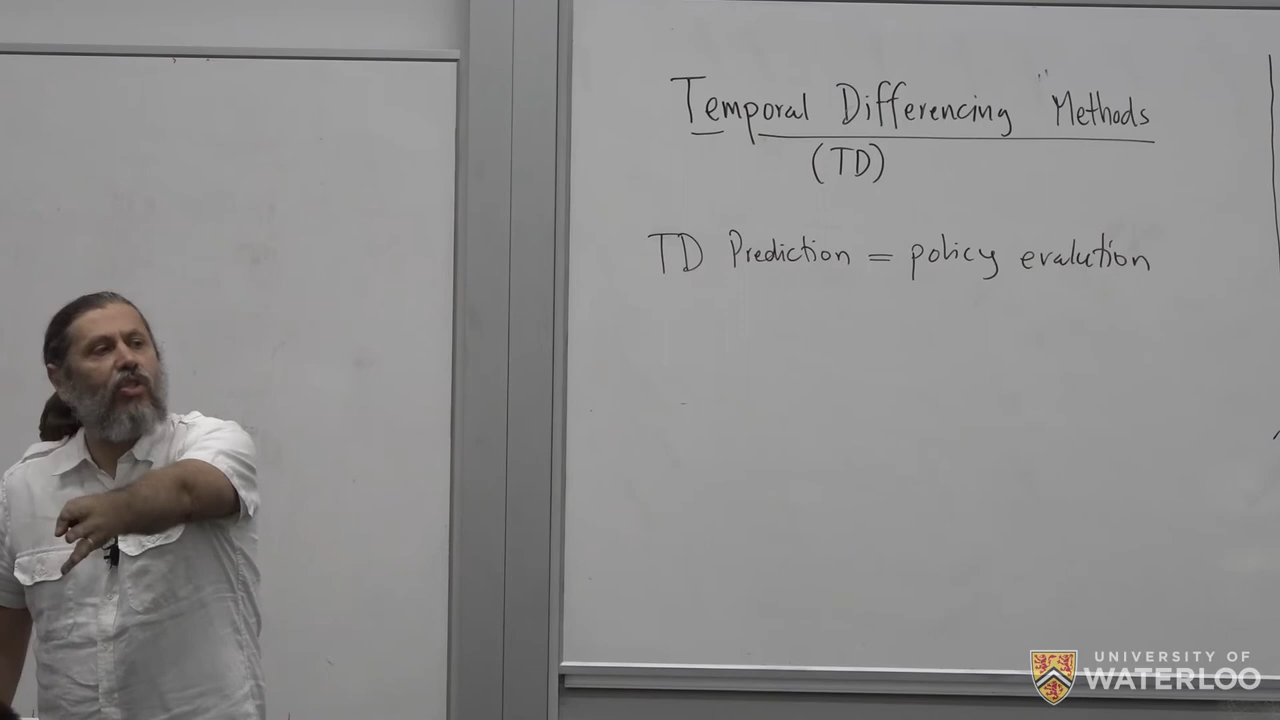 Temporal Differencing Methods
(TD)
TD Prediction = policy evalution
UNIVERSITY OF
WATERLOO